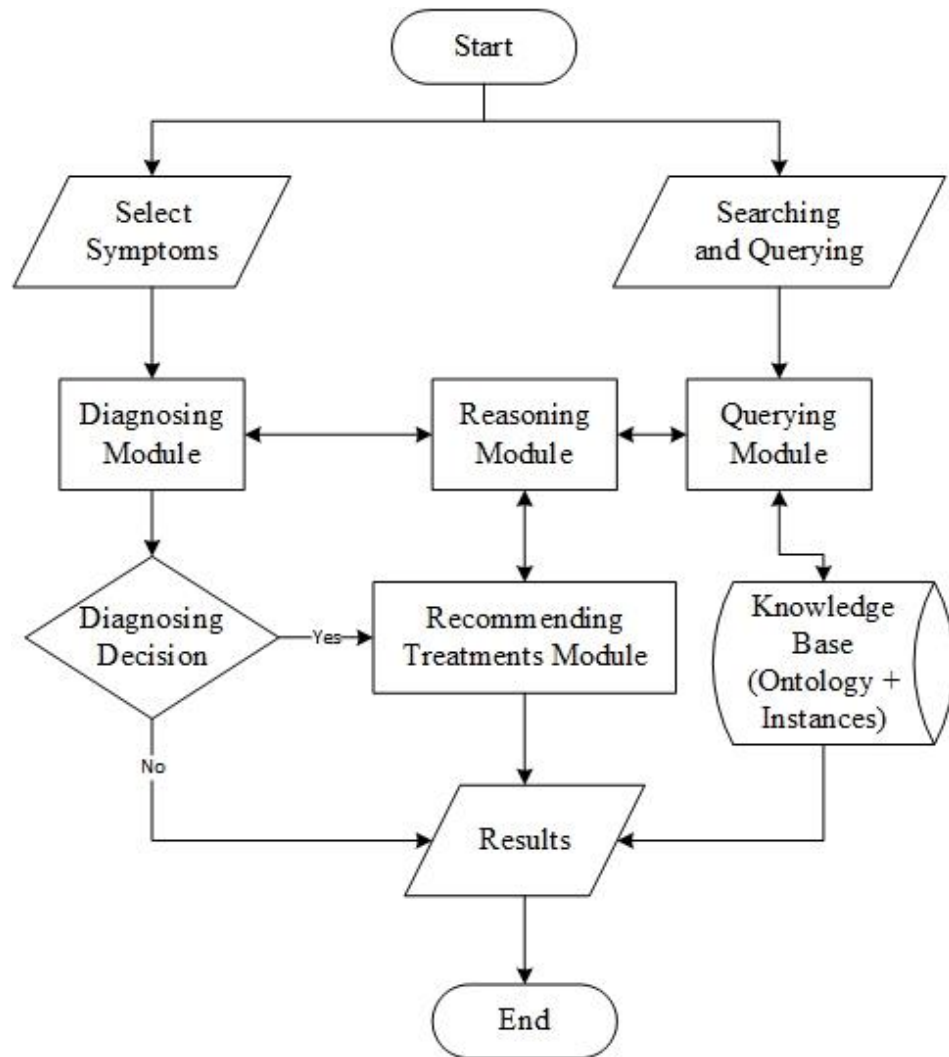 Start
Select
Symptoms
Searching
and Querying
Diagnosing
Module
Reasoning
Module
Querying
Module
Diagnosing
Decision
Yes
Recommending
Treatments Module
Knowledge
Base
(Ontology +
Instances)
No
Results
End